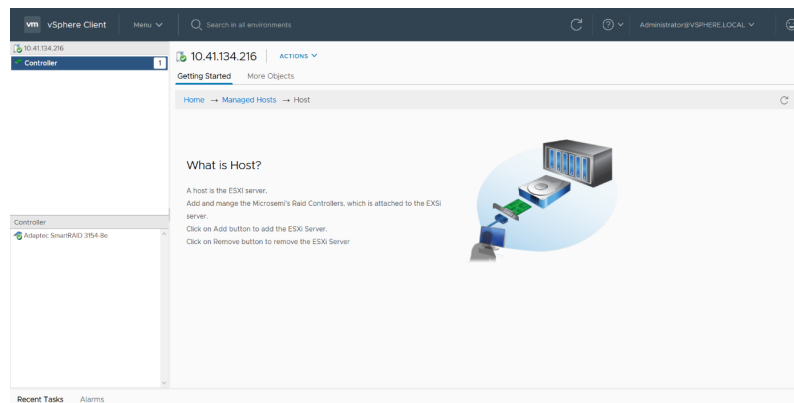 vm vSphere Client Menu Search in all environments Administrator@VSPHERE.LOCAL
10.41.134.216
Controller 1
10.41.134.216 ACTIONS
Getting Started More Objects
Home → Managed Hosts → Host
What is Host?
A host is the ESXI server.
Add and mange the Microsemi's Raid Controllers, which is attached to the EXSi
server.
Click on Add button to add the ESXi Server.
Click on Remove button to remove the ESXi Server
Controller
Adaptec SmartRAID 3154-8e
Recent Tasks Alarms